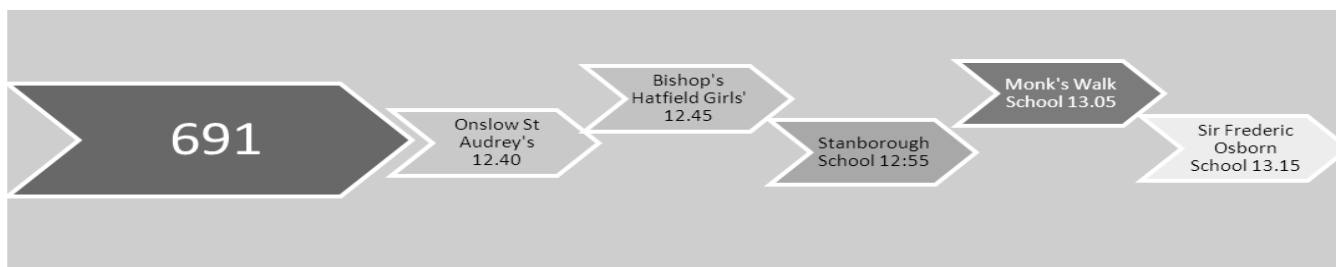 691
Onslow St
Audrey's
12.40
Bishop's
Hatfield Girls'
12.45
Stanborough
School 12:55
Monk's Walk
School 13.05
Sir Frederic
Osborn
School 13.15